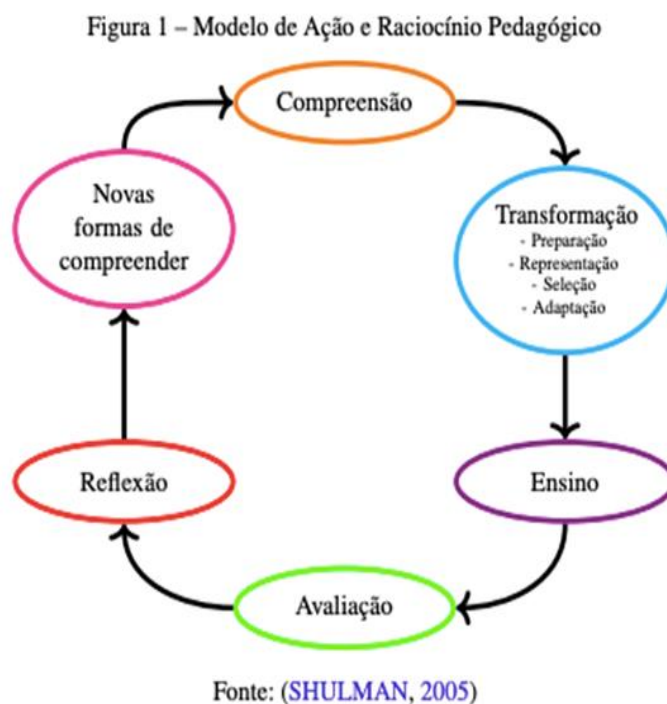 Figura 1 – Modelo de Ação e Raciocínio Pedagógico
Compreensão
Transformação
- Preparação
- Representação
- Seleção
- Adaptação
Ensino
Avaliação
Reflexão
Novas
formas de
compreender
Fonte: (SHULMAN, 2005)